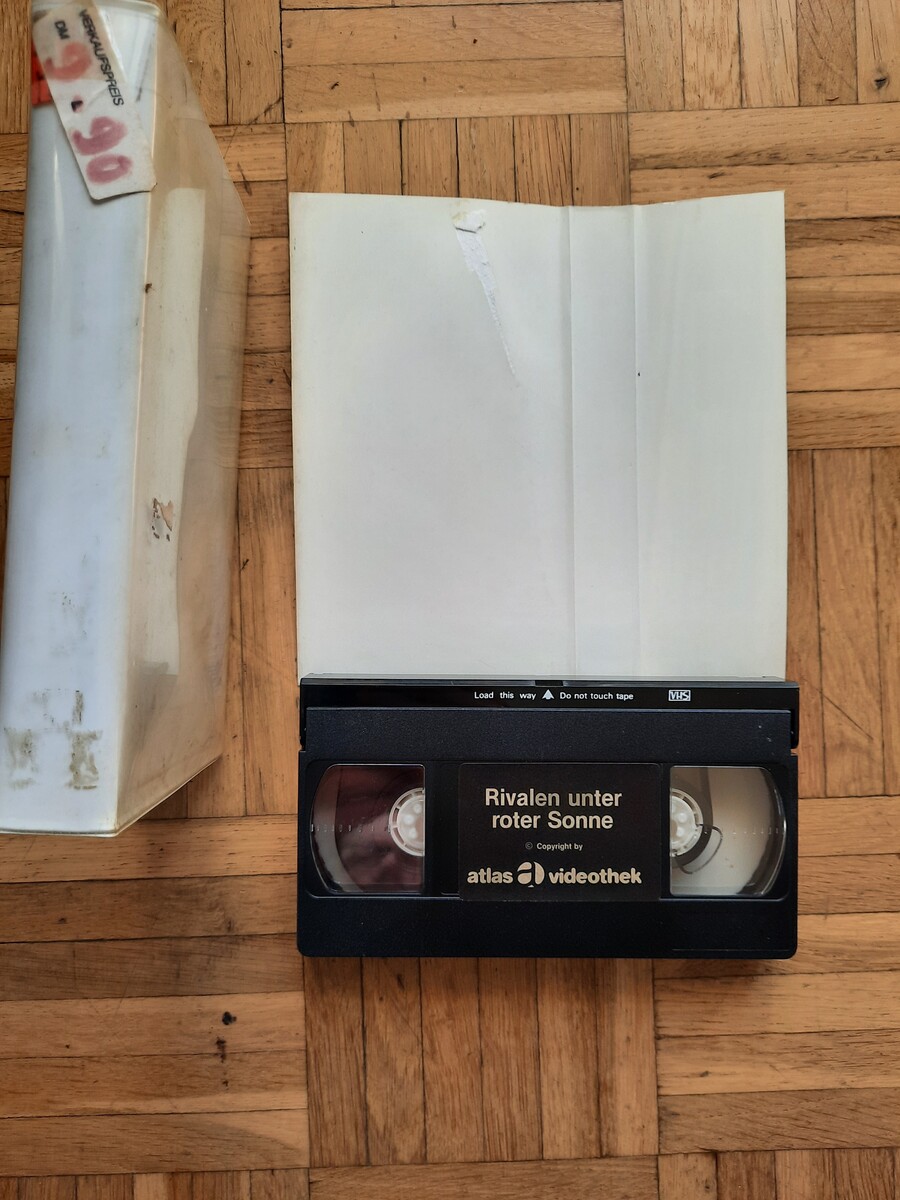 VERKAUFSPREIS
DM 9.90
Load this way Do not touch tape VHS
Rivalen unter
roter Sonne
© Copyright by
atlas a videothek